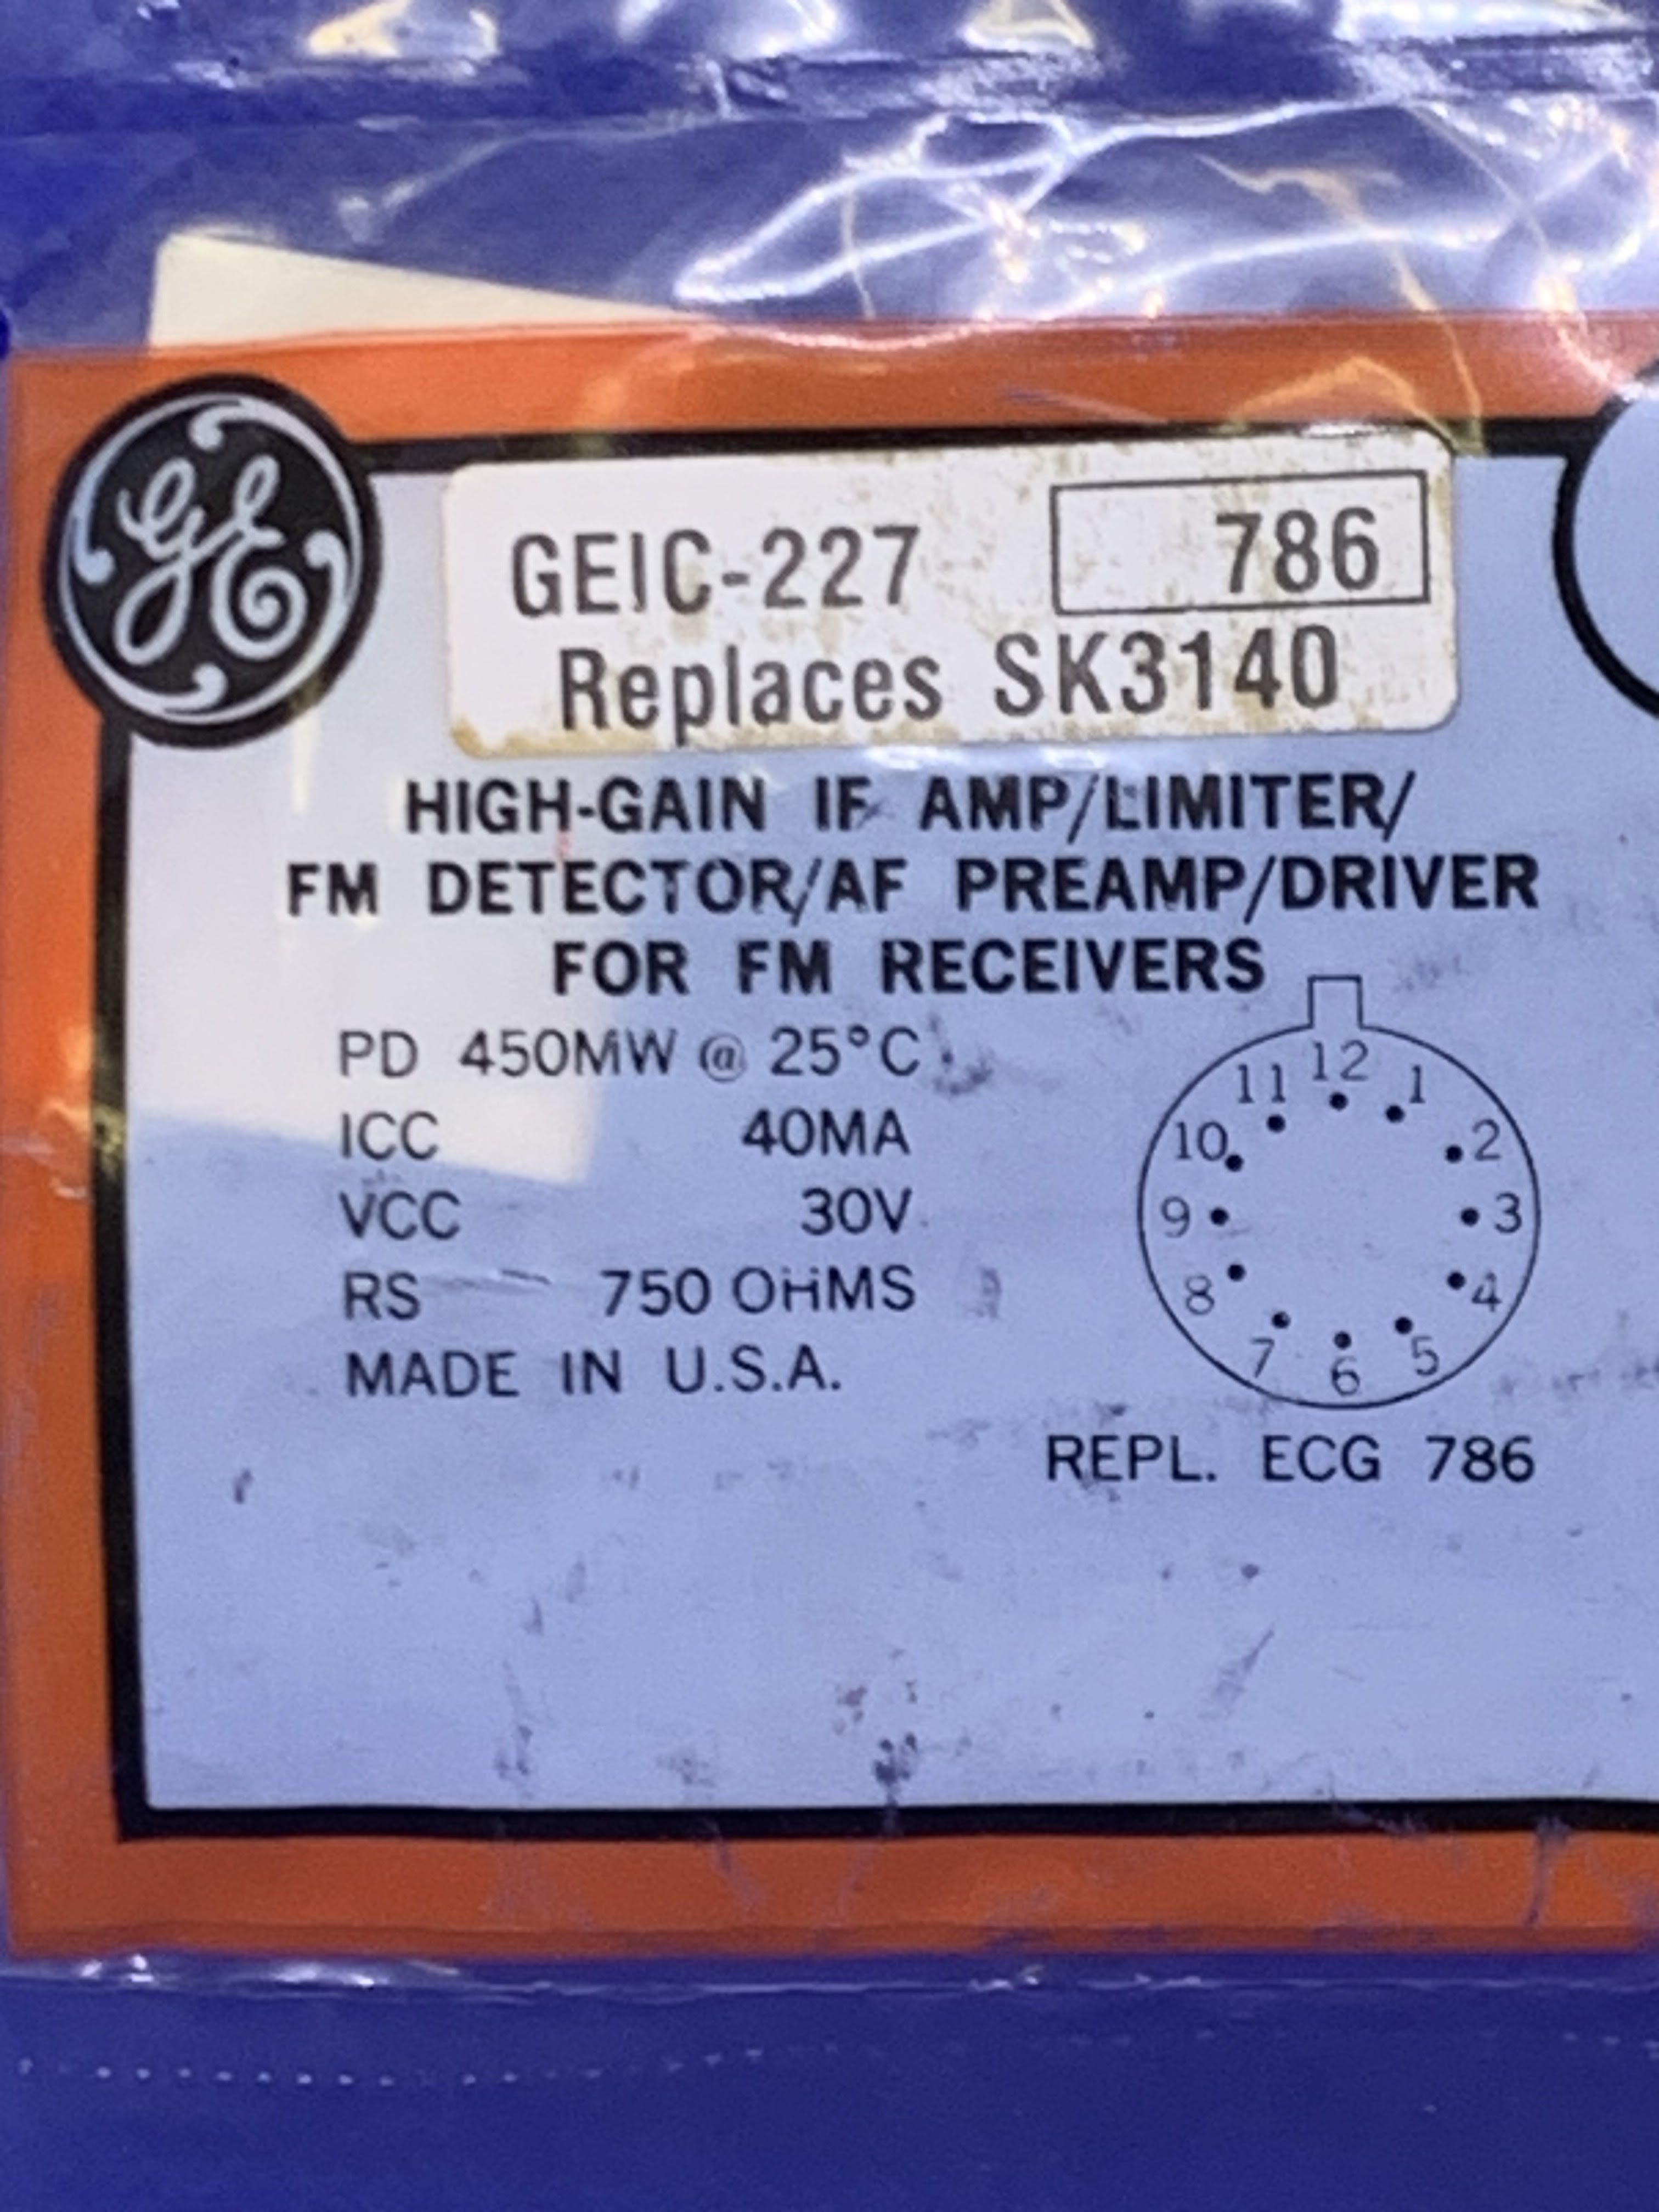 GE
GEIC-227 786
Replaces SK3140
HIGH-GAIN IF AMP/LIMITER/
FM DETECTOR/AF PREAMP/DRIVER
FOR FM RECEIVERS
PD 450MW @ 25°C
ICC 40MA
VCC 30V
RS 750 OHMS
MADE IN U.S.A.
12
11 1
10 2
9 3
8 4
7 5
6
REPL. ECG 786